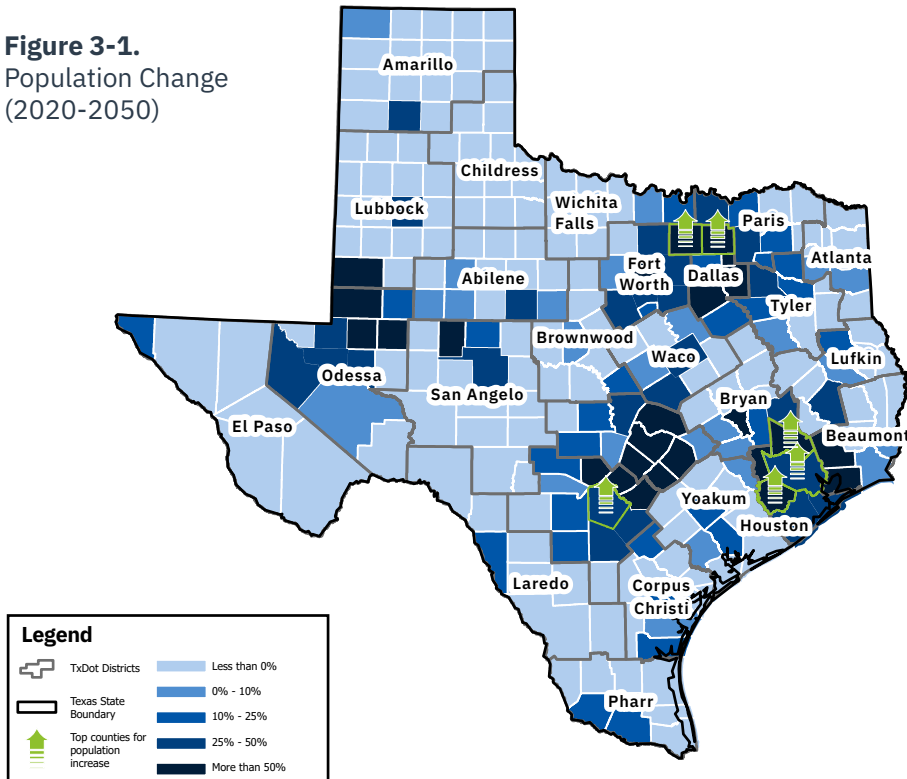 Figure 3-1.
Population Change
(2020-2050)
Amarillo
Childress
Lubbock
Wichita
Falls
Paris
Atlanta
Abilene
Fort
Worth
Dallas
Tyler
Brownwood
Waco
Lufkin
Odessa
San Angelo
Bryan
El Paso
Beaumont
Yoakum
Houston
Laredo
Corpus
Christi
Pharr
Legend
TxDot Districts
Texas State
Boundary
Top counties for
population
increase
Less than 0%
0% - 10%
10% - 25%
25% - 50%
More than 50%